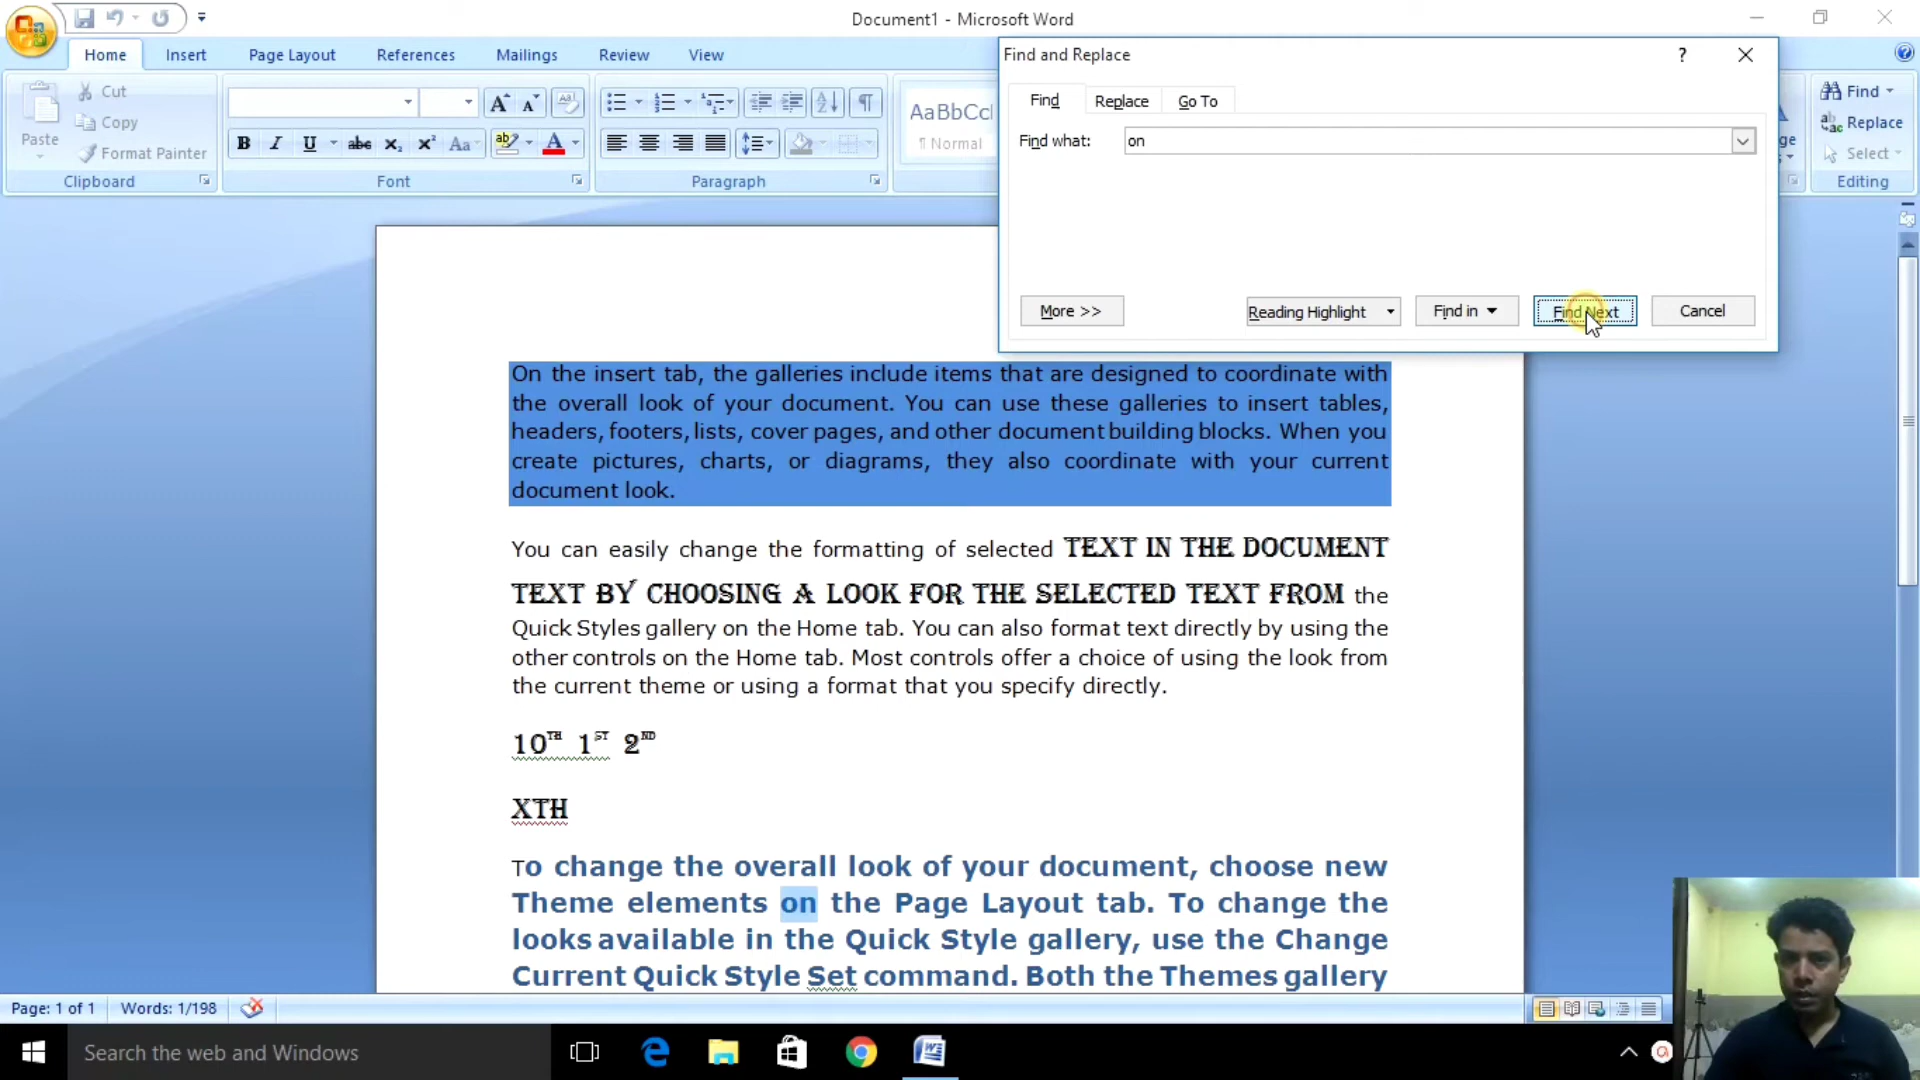 Document1 - Microsoft Word
Home Insert Page Layout References Mailings Review View
Paste
Cut
Copy
Format Painter
Clipboard
B I U abc X₂ X² Aa
Font
Paragraph
AaBbCcI
¶ Normal
Find
Replace
Select
Editing
Find and Replace
Find Replace Go To
Find what: on
More >> Reading Highlight Find in Find Next Cancel
On the insert tab, the galleries include items that are designed to coordinate with
the overall look of your document. You can use these galleries to insert tables,
headers, footers, lists, cover pages, and other document building blocks. When you
create pictures, charts, or diagrams, they also coordinate with your current
document look.
You can easily change the formatting of selected TEXT IN THE DOCUMENT
TEXT BY CHOOSING A LOOK FOR THE SELECTED TEXT FROM the
Quick Styles gallery on the Home tab. You can also format text directly by using the
other controls on the Home tab. Most controls offer a choice of using the look from
the current theme or using a format that you specify directly.
10TH 1ST 2ND
XTH
To change the overall look of your document, choose new
Theme elements on the Page Layout tab. To change the
looks available in the Quick Style gallery, use the Change
Current Quick Style Set command. Both the Themes gallery
Page: 1 of 1 Words: 1/198
Search the web and Windows